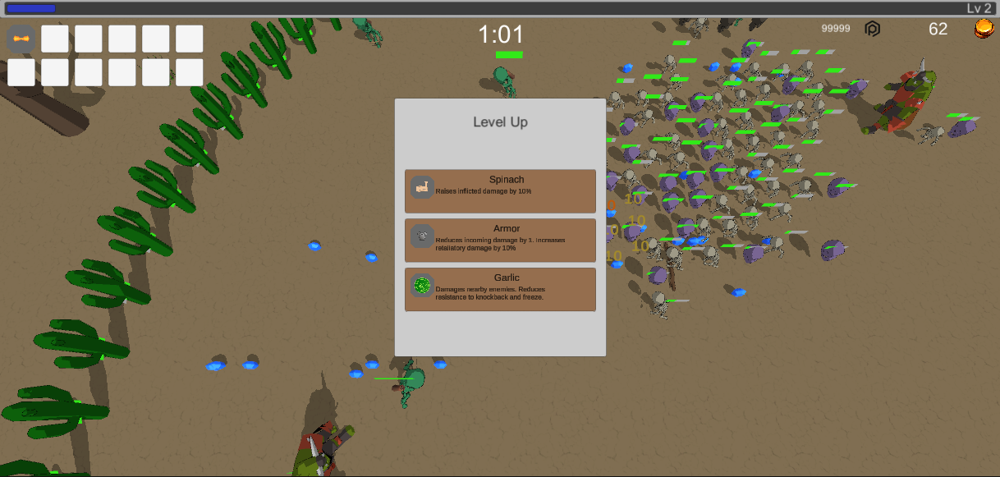 Lv 2
1:01
99999
62
Level Up
Spinach
Raises inflicted damage by 10%
Armor
Reduces incoming damage by 1. Increases
retaliatory damage by 10%
Garlic
Damages nearby enemies. Reduces
resistance to knockback and freeze.
10
10
10
10